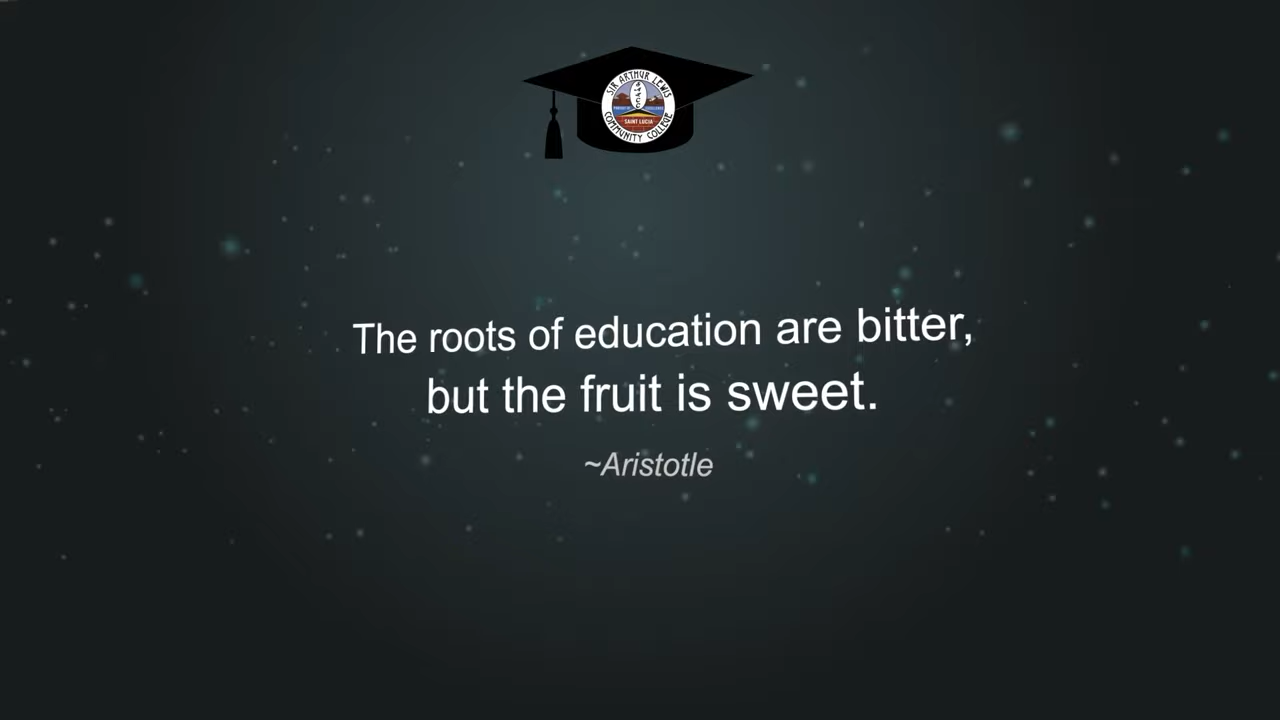 SIR ARTHUR LEWIS
SAINT LUCIA
COMMUNITY COLLEGE
The roots of education are bitter,
but the fruit is sweet.
~Aristotle